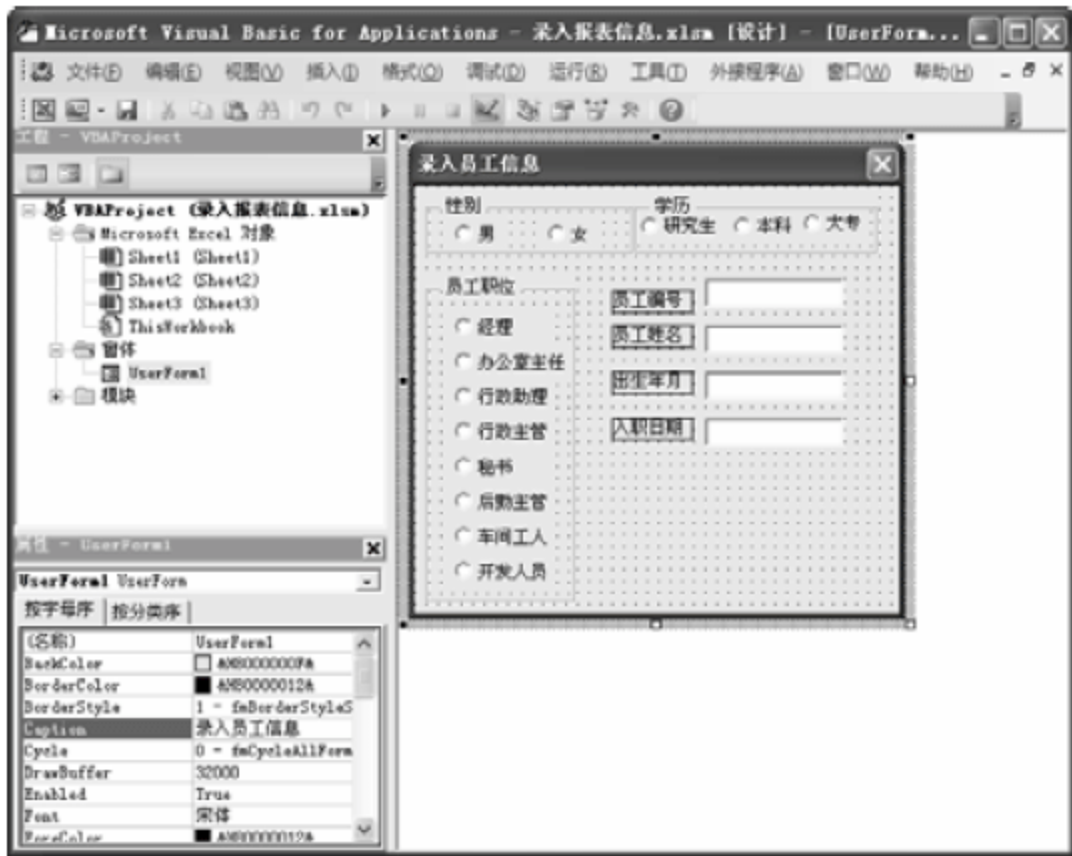 Microsoft Visual Basic for Applications - 录入报表信息.xlsm [设计] - [UserForm...
文件(F) 编辑(E) 视图(V) 插入(I) 格式(O) 调试(D) 运行(R) 工具(T) 外接程序(A) 窗口(W) 帮助(H)
工程 - VBAProject
VBAProject (录入报表信息.xlsm)
Microsoft Excel 对象
Sheet1 (Sheet1)
Sheet2 (Sheet2)
Sheet3 (Sheet3)
ThisWorkbook
窗体
UserForm1
模块
录入员工信息
性别
男 女
学历
研究生 本科 大专
员工职位
经理
办公室主任
行政助理
行政主管
秘书
后勤主管
车间工人
开发人员
员工编号
员工姓名
出生年月
入职日期
属性 - UserForm1
UserForm1 UserForm
按字母序 按分类序
(名称) UserForm1
BackColor &H8000000F&
BorderColor &H80000012&
BorderStyle 1 - fmBorderStyleS
Caption 录入员工信息
Cycle 0 - fmCycleAllForm
DrawBuffer 32000
Enabled True
Font 宋体
ForeColor &H80000012&